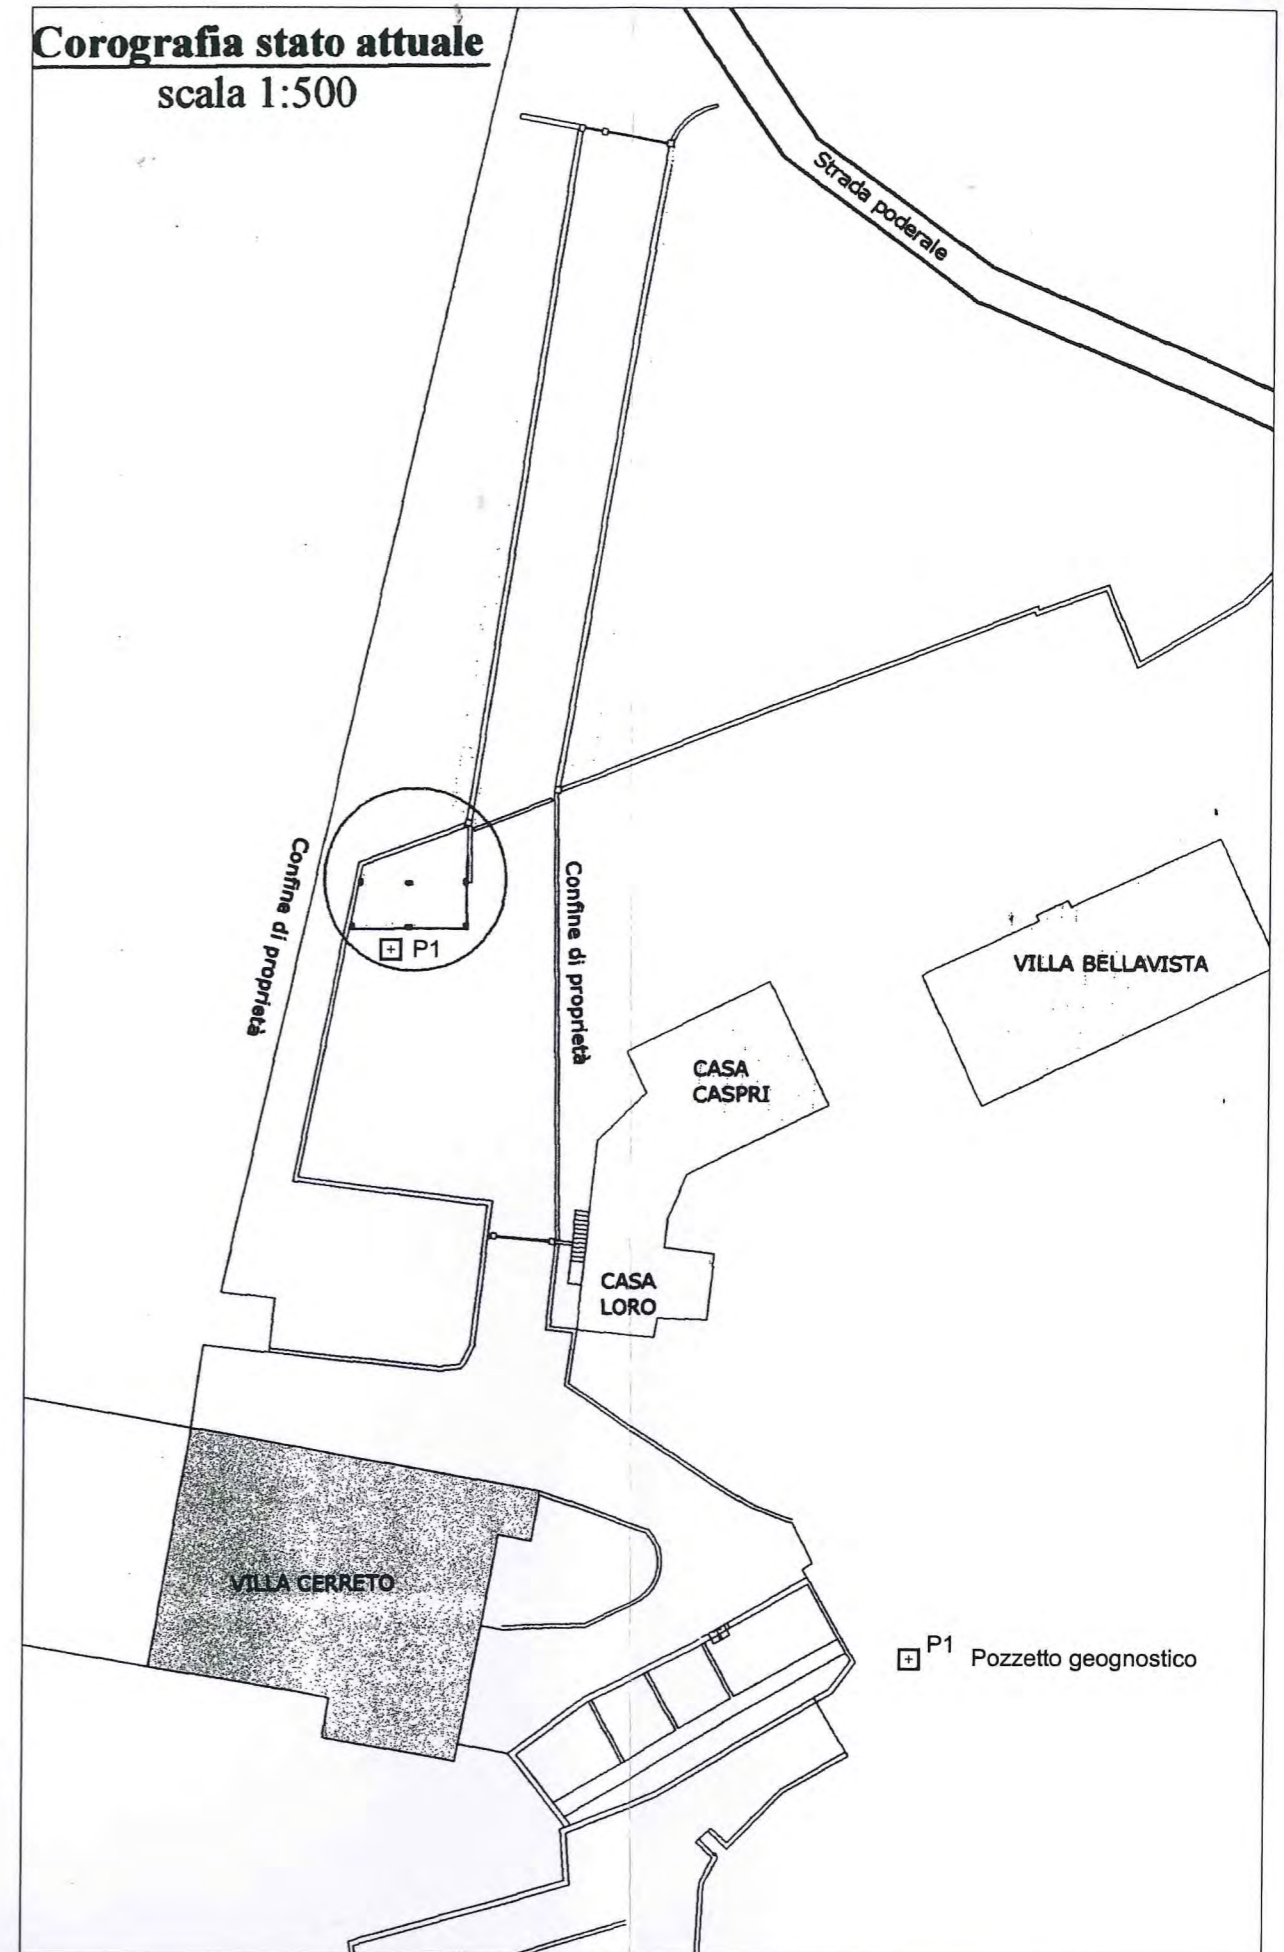 Corografia stato attuale
scala 1:500
Strada poderale
Confine di proprietà
Confine di proprietà
P1
VILLA BELLAVISTA
CASA
CASPRI
CASA
LORO
VILLA CERRETO
P1 Pozzetto geognostico